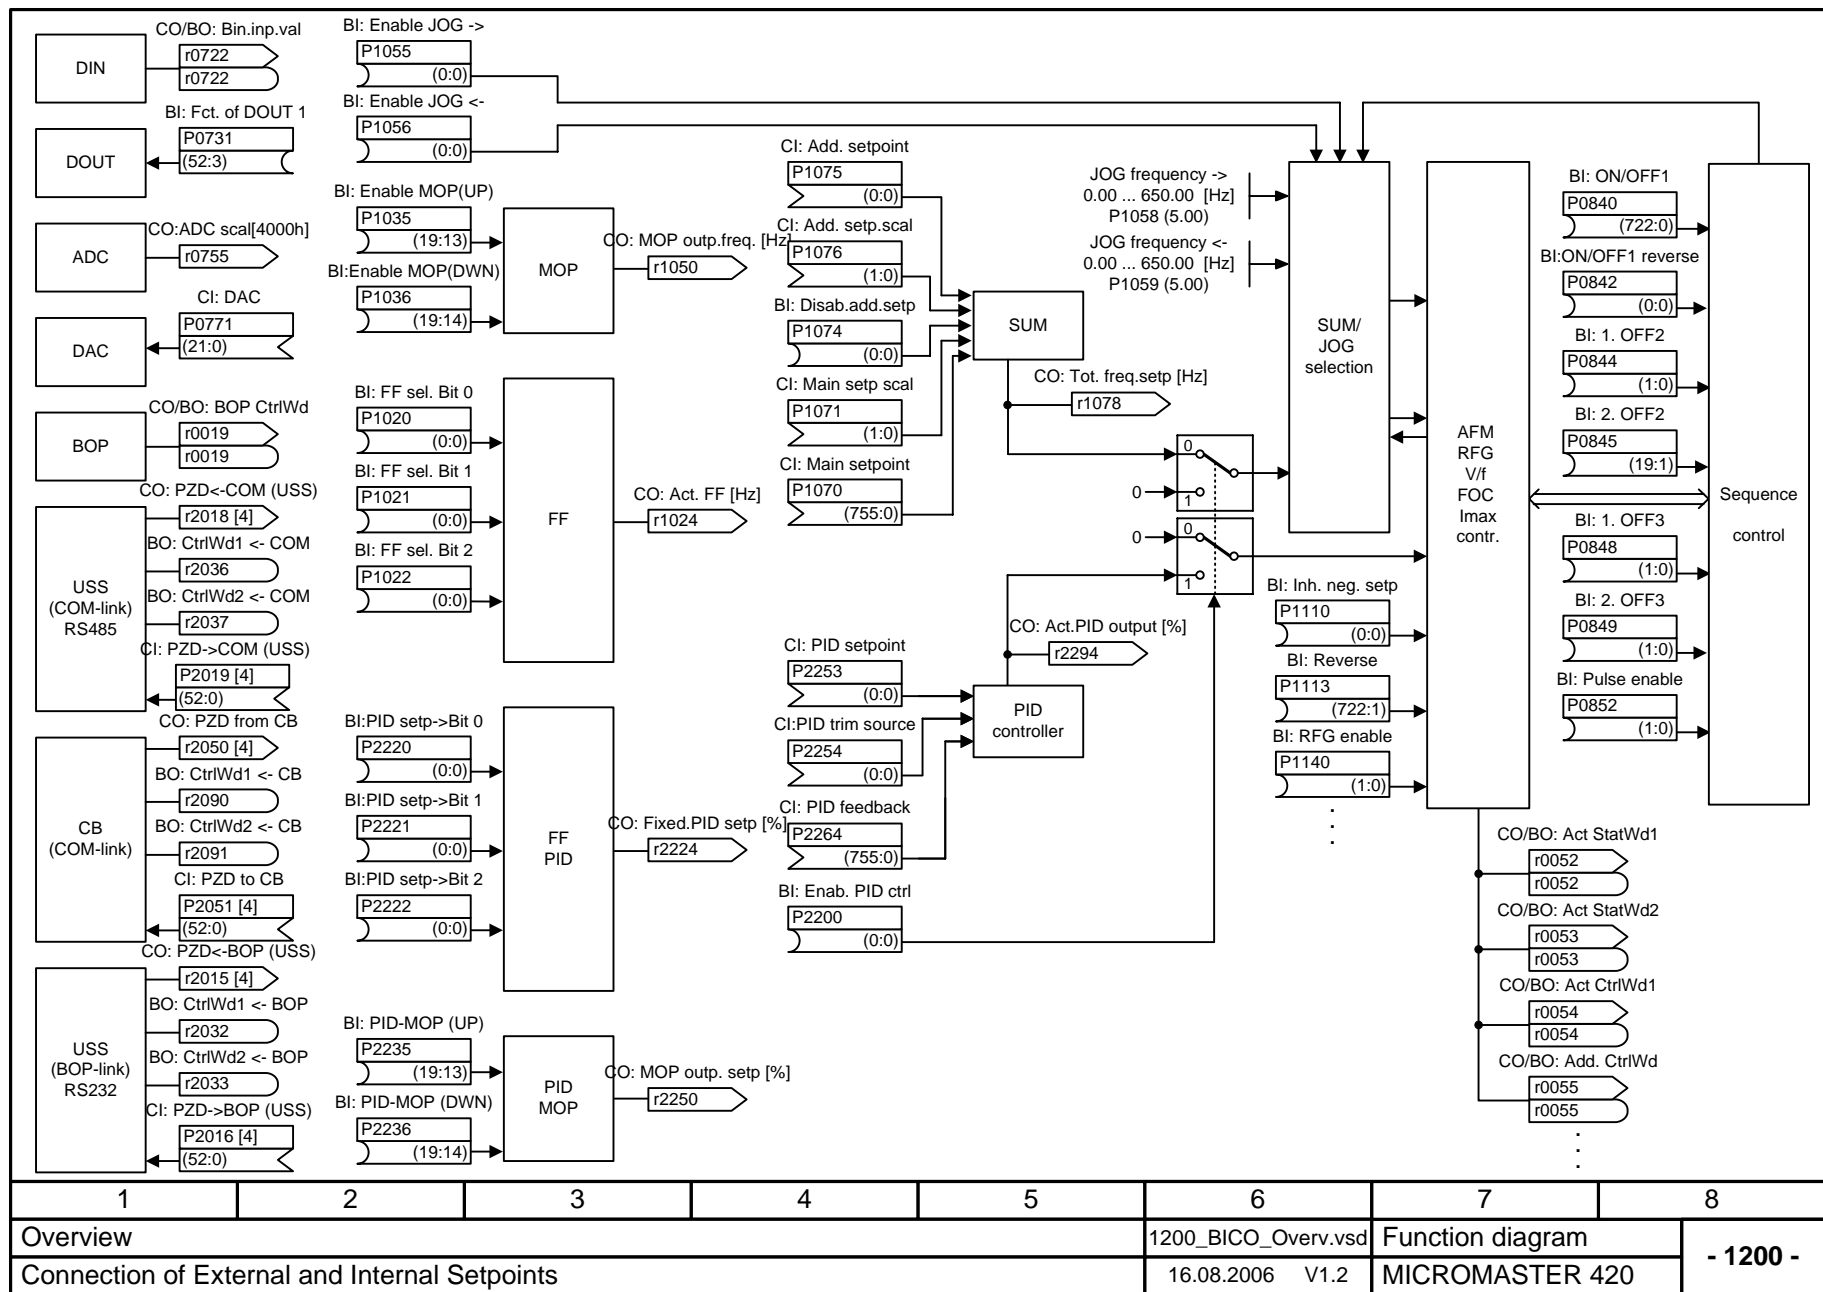 DIN
CO/BO: Bin.inp.val
r0722
r0722
DOUT
BI: Fct. of DOUT 1
P0731
(52:3)
ADC
CO:ADC scal[4000h]
r0755
DAC
CI: DAC
P0771
(21:0)
BOP
CO/BO: BOP CtrlWd
r0019
r0019
USS
(COM-link)
RS485
CO: PZD<-COM (USS)
r2018 [4]
BO: CtrlWd1 <- COM
r2036
BO: CtrlWd2 <- COM
r2037
CI: PZD->COM (USS)
P2019 [4]
(52:0)
CB
(COM-link)
CO: PZD from CB
r2050 [4]
BO: CtrlWd1 <- CB
r2090
BO: CtrlWd2 <- CB
r2091
CI: PZD to CB
P2051 [4]
(52:0)
USS
(BOP-link)
RS232
CO: PZD<-BOP (USS)
r2015 [4]
BO: CtrlWd1 <- BOP
r2032
BO: CtrlWd2 <- BOP
r2033
CI: PZD->BOP (USS)
P2016 [4]
(52:0)
BI: Enable JOG ->
P1055
(0:0)
BI: Enable JOG <-
P1056
(0:0)
BI: Enable MOP(UP)
P1035
(19:13)
BI:Enable MOP(DWN)
P1036
(19:14)
MOP
CO: MOP outp.freq. [Hz]
r1050
BI: FF sel. Bit 0
P1020
(0:0)
BI: FF sel. Bit 1
P1021
(0:0)
BI: FF sel. Bit 2
P1022
(0:0)
FF
CO: Act. FF [Hz]
r1024
BI:PID setp->Bit 0
P2220
(0:0)
BI:PID setp->Bit 1
P2221
(0:0)
BI:PID setp->Bit 2
P2222
(0:0)
FF
PID
CO: Fixed.PID setp [%]
r2224
BI: PID-MOP (UP)
P2235
(19:13)
BI: PID-MOP (DWN)
P2236
(19:14)
PID
MOP
CO: MOP outp. setp [%]
r2250
CI: Add. setpoint
P1075
(0:0)
CI: Add. setp.scal
P1076
(1:0)
BI: Disab.add.setp
P1074
(0:0)
CI: Main setp scal
P1071
(1:0)
CI: Main setpoint
P1070
(755:0)
SUM
CO: Tot. freq.setp [Hz]
r1078
CI: PID setpoint
P2253
(0:0)
CI:PID trim source
P2254
(0:0)
CI: PID feedback
P2264
(755:0)
BI: Enab. PID ctrl
P2200
(0:0)
PID
controller
CO: Act.PID output [%]
r2294
JOG frequency ->
0.00 ... 650.00 [Hz]
P1058 (5.00)
JOG frequency <-
0.00 ... 650.00 [Hz]
P1059 (5.00)
0
0
1
0
0
1
SUM/
JOG
selection
BI: Inh. neg. setp
P1110
(0:0)
BI: Reverse
P1113
(722:1)
BI: RFG enable
P1140
(1:0)
.
.
.
AFM
RFG
V/f
FOC
Imax
contr.
BI: ON/OFF1
P0840
(722:0)
BI:ON/OFF1 reverse
P0842
(0:0)
BI: 1. OFF2
P0844
(1:0)
BI: 2. OFF2
P0845
(19:1)
BI: 1. OFF3
P0848
(1:0)
BI: 2. OFF3
P0849
(1:0)
BI: Pulse enable
P0852
(1:0)
Sequence
control
CO/BO: Act StatWd1
r0052
r0052
CO/BO: Act StatWd2
r0053
r0053
CO/BO: Act CtrlWd1
r0054
r0054
CO/BO: Add. CtrlWd
r0055
r0055
.
.
.
1 2 3 4 5 6 7 8
Overview
1200_BICO_Overv.vsd
Function diagram
- 1200 -
Connection of External and Internal Setpoints
16.08.2006 V1.2
MICROMASTER 420